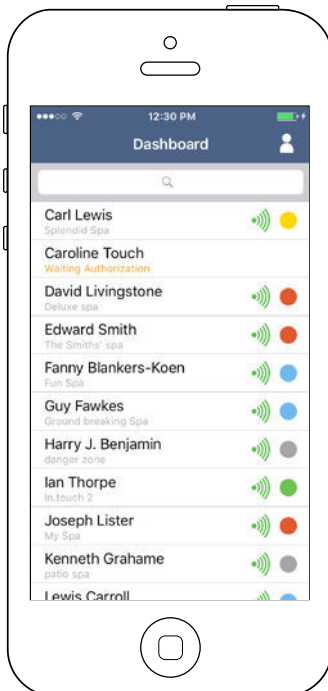 12:30 PM
Dashboard
Carl Lewis
Splendid Spa
Caroline Touch
Waiting Authorization
David Livingstone
Deluxe spa
Edward Smith
The Smiths' spa
Fanny Blankers-Koen
Fun Spa
Guy Fawkes
Ground breaking Spa
Harry J. Benjamin
danger zone
Ian Thorpe
In.touch 2
Joseph Lister
My Spa
Kenneth Grahame
patio spa
Lewis Carroll